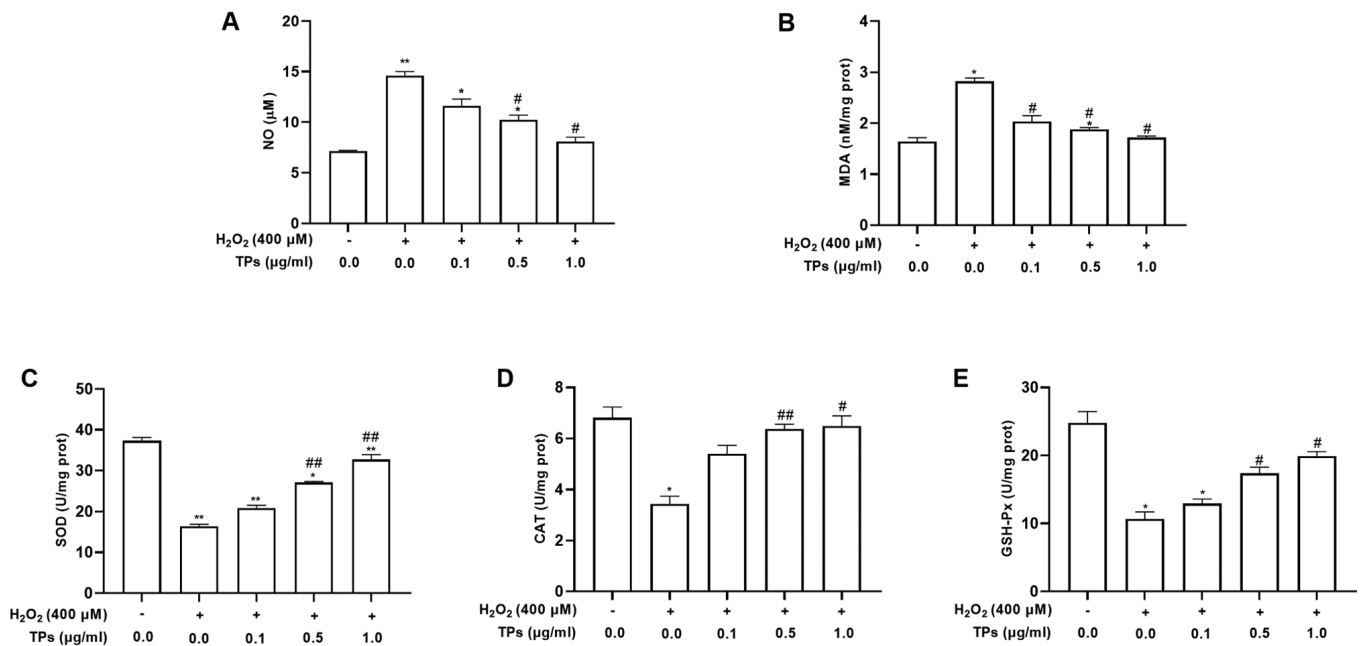 A
NO (µM)
20
15
10
5
0
**
*
#
*
#
H₂O₂ (400 µM) - + + + +
TPs (µg/ml) 0.0 0.0 0.1 0.5 1.0
B
MDA (nM/mg prot)
4
3
2
1
0
*
#
#
*
#
H₂O₂ (400 µM) - + + + +
TPs (µg/ml) 0.0 0.0 0.1 0.5 1.0
C
SOD (U/mg prot)
50
40
30
20
10
0
**
**
##
*
##
**
H₂O₂ (400 µM) - + + + +
TPs (µg/ml) 0.0 0.0 0.1 0.5 1.0
D
CAT (U/mg prot)
8
6
4
2
0
*
##
#
H₂O₂ (400 µM) - + + + +
TPs (µg/ml) 0.0 0.0 0.1 0.5 1.0
E
GSH-Px (U/mg prot)
30
20
10
0
*
*
#
#
H₂O₂ (400 µM) - + + + +
TPs (µg/ml) 0.0 0.0 0.1 0.5 1.0